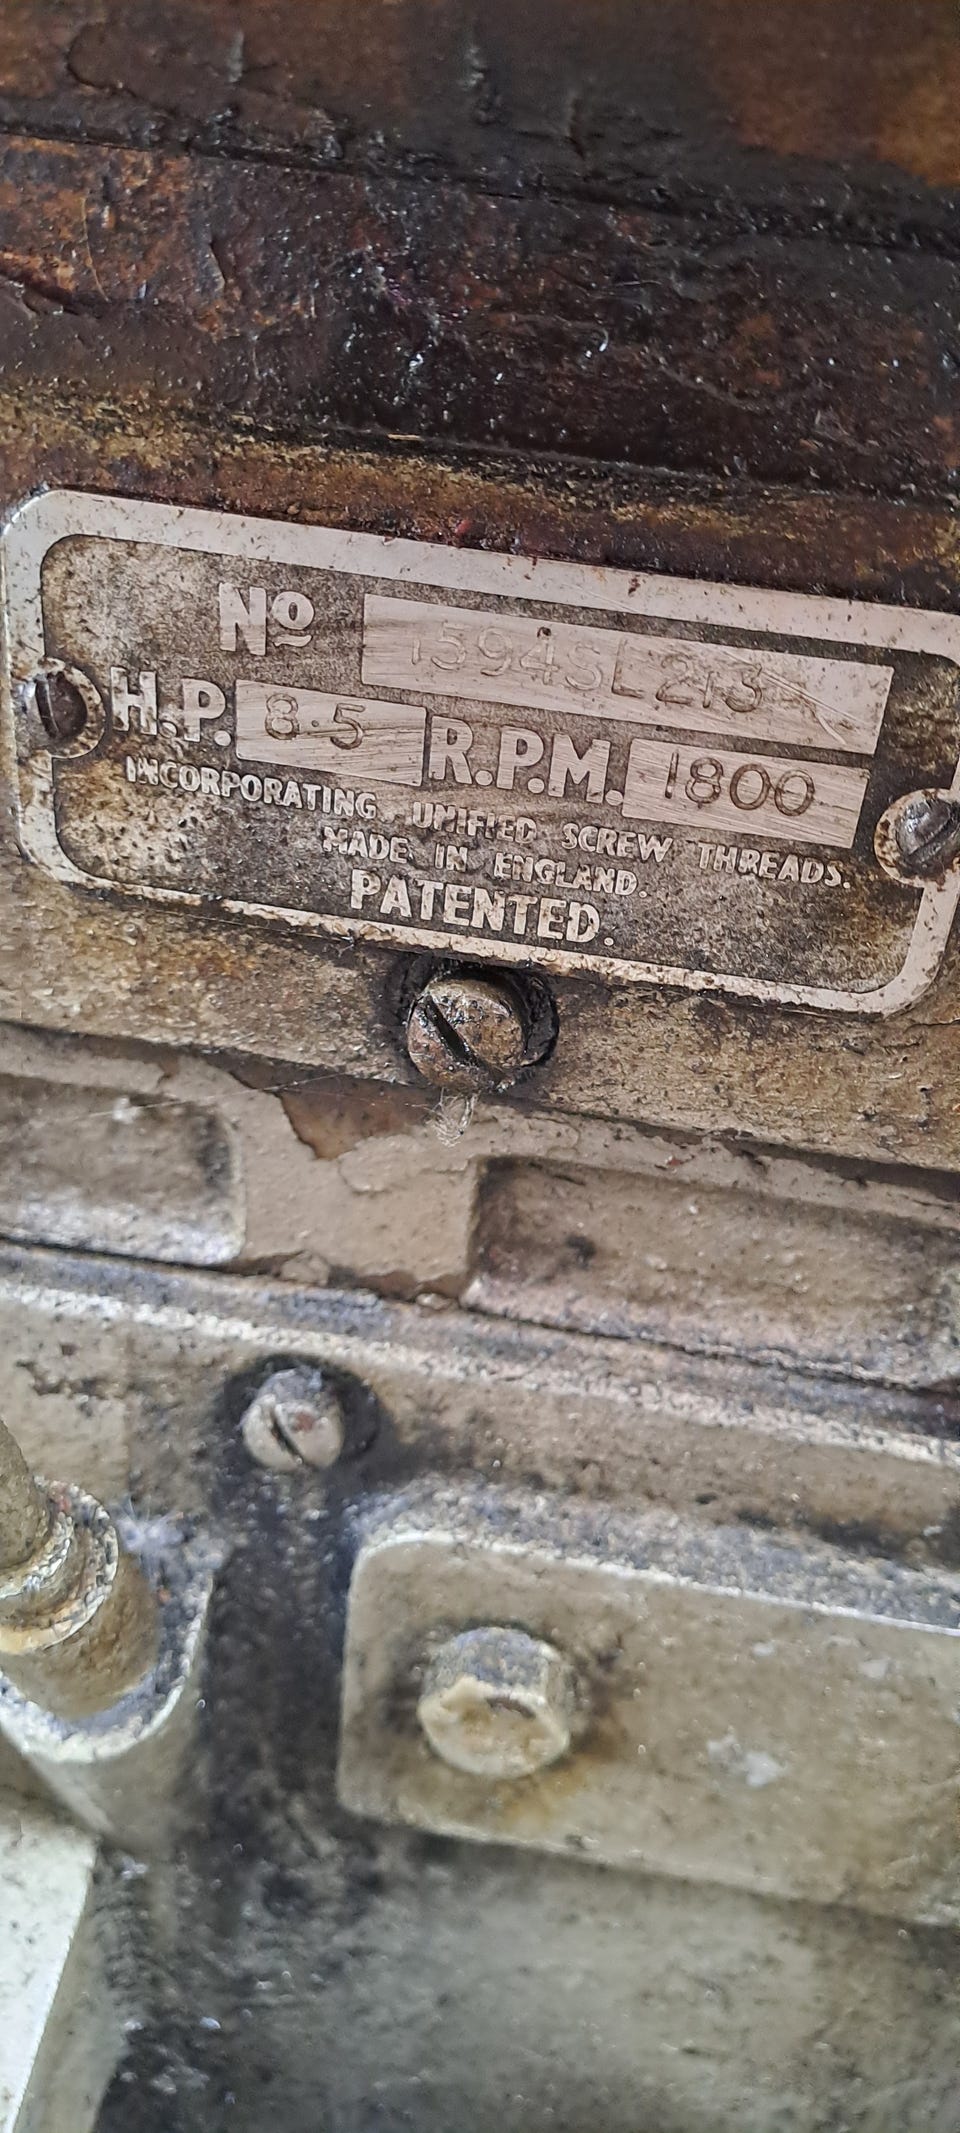 Nº 1594SL213
H.P. 8.5 R.P.M. 1800
INCORPORATING UNIFIED SCREW THREADS.
MADE IN ENGLAND.
PATENTED.